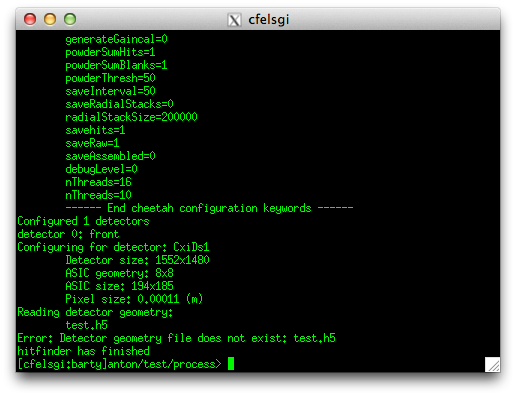 cfelsgi
generateGaincal=0
powderSumHits=1
powderSumBlanks=1
powderThresh=50
saveInterval=50
saveRadialStacks=0
radialStackSize=200000
savehits=1
saveRaw=1
saveAssembled=0
debugLevel=0
nThreads=16
nThreads=10
------ End cheetah configuration keywords ------
Configured 1 detectors
detector 0: front
Configuring for detector: CxiDs1
Detector size: 1552x1480
ASIC geometry: 8x8
ASIC size: 194x185
Pixel size: 0.00011 (m)
Reading detector geometry:
test.h5
Error: Detector geometry file does not exist: test.h5
hitfinder has finished
[cfelsgi:barty]anton/test/process>